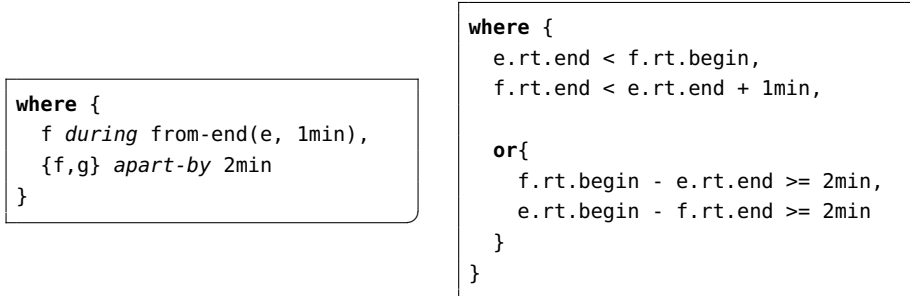 where {
  f during from-end(e, 1min),
  {f,g} apart-by 2min
}
where {
  e.rt.end < f.rt.begin,
  f.rt.end < e.rt.end + 1min,
  or{
    f.rt.begin - e.rt.end >= 2min,
    e.rt.begin - f.rt.end >= 2min
  }
}